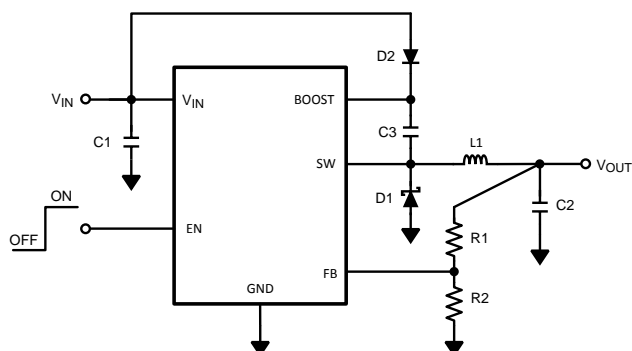 D2
VIN
VIN
BOOST
C1
C3
L1
SW
VOUT
ON
D1
C2
OFF
EN
R1
FB
GND
R2